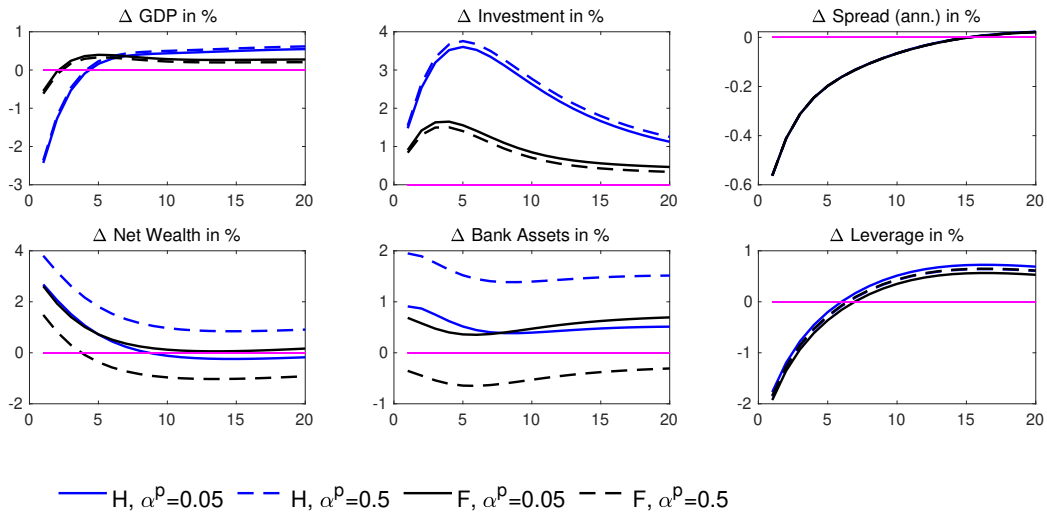 Δ GDP in %
Δ Investment in %
Δ Spread (ann.) in %
1
0
-1
-2
-3
0 5 10 15 20
4
3
2
1
0
0 5 10 15 20
0
-0.2
-0.4
-0.6
0 5 10 15 20
Δ Net Wealth in %
Δ Bank Assets in %
Δ Leverage in %
4
2
0
-2
0 5 10 15 20
2
1
0
-1
0 5 10 15 20
1
0
-1
-2
0 5 10 15 20
H, α^p=0.05 H, α^p=0.5 F, α^p=0.05 F, α^p=0.5